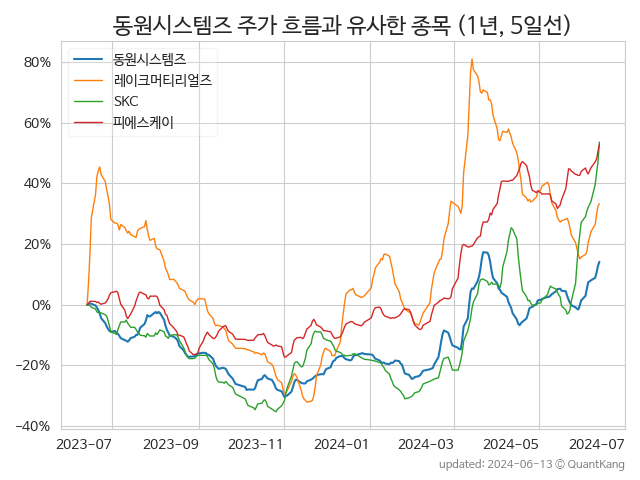 동원시스템즈 주가 흐름과 유사한 종목 (1년, 5일선)
동원시스템즈
레이크머티리얼즈
SKC
피에스케이
80%
60%
40%
20%
0%
−20%
−40%
2023-07 2023-09 2023-11 2024-01 2024-03 2024-05 2024-07
updated: 2024-06-13 © QuantKang